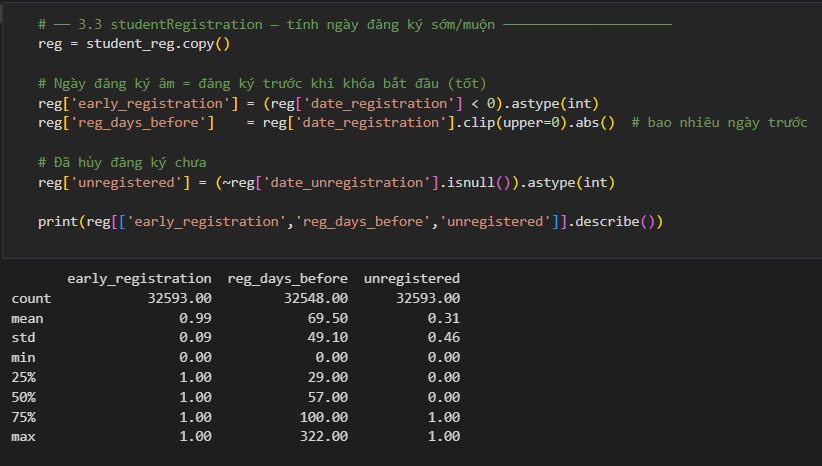 # —— 3.3 studentRegistration — tính ngày đăng ký sớm/muộn ————————————————————
reg = student_reg.copy()
# Ngày đăng ký âm = đăng ký trước khi khóa bắt đầu (tốt)
reg['early_registration'] = (reg['date_registration'] < 0).astype(int)
reg['reg_days_before']    = reg['date_registration'].clip(upper=0).abs()  # bao nhiêu ngày trước
# Đã hủy đăng ký chưa
reg['unregistered'] = (~reg['date_unregistration'].isnull()).astype(int)
print(reg[['early_registration','reg_days_before','unregistered']].describe())
early_registration  reg_days_before  unregistered
count            32593.00         32548.00      32593.00
mean                 0.99            69.50          0.31
std                  0.09            49.10          0.46
min                  0.00             0.00          0.00
25%                  1.00            29.00          0.00
50%                  1.00            57.00          0.00
75%                  1.00           100.00          1.00
max                  1.00           322.00          1.00